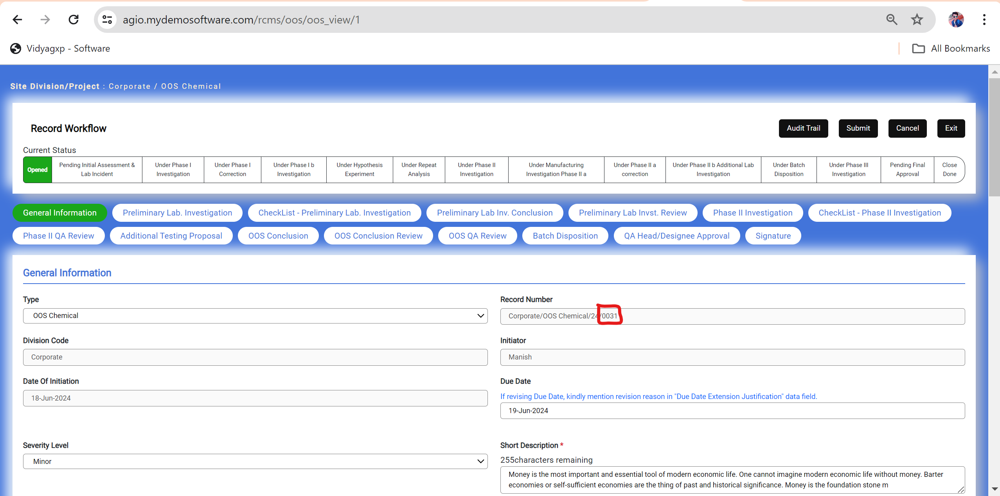 agio.mydemosoftware.com/rcms/oos/oos_view/1
Vidyagxp - Software
All Bookmarks
Site Division/Project : Corporate / OOS Chemical
Record Workflow
Audit Trail
Submit
Cancel
Exit
Current Status
Opened
Pending Initial Assessment &
Lab Incident
Under Phase I
Investigation
Under Phase I
Correction
Under Phase I b
Investigation
Under Hypothesis
Experiment
Under Repeat
Analysis
Under Phase II
Investigation
Under Manufacturing
Investigation Phase II a
Under Phase II a
correction
Under Phase II b Additional Lab
Investigation
Under Batch
Disposition
Under Phase III
Investigation
Pending Final
Approval
Close
Done
General Information
Preliminary Lab. Investigation
CheckList - Preliminary Lab. Investigation
Preliminary Lab Inv. Conclusion
Preliminary Lab Invst. Review
Phase II Investigation
CheckList - Phase II Investigation
Phase II QA Review
Additional Testing Proposal
OOS Conclusion
OOS Conclusion Review
OOS QA Review
Batch Disposition
QA Head/Designee Approval
Signature
General Information
Type
OOS Chemical
Record Number
Corporate/OOS Chemical/24/0031
Division Code
Corporate
Initiator
Manish
Date Of Initiation
18-Jun-2024
Due Date
If revising Due Date, kindly mention revision reason in "Due Date Extension Justification" data field.
19-Jun-2024
Severity Level
Minor
Short Description *
255characters remaining
Money is the most important and essential tool of modern economic life. One cannot imagine modern economic life without money. Barter
economies or self-sufficient economies are the thing of past and historical significance. Money is the foundation stone m